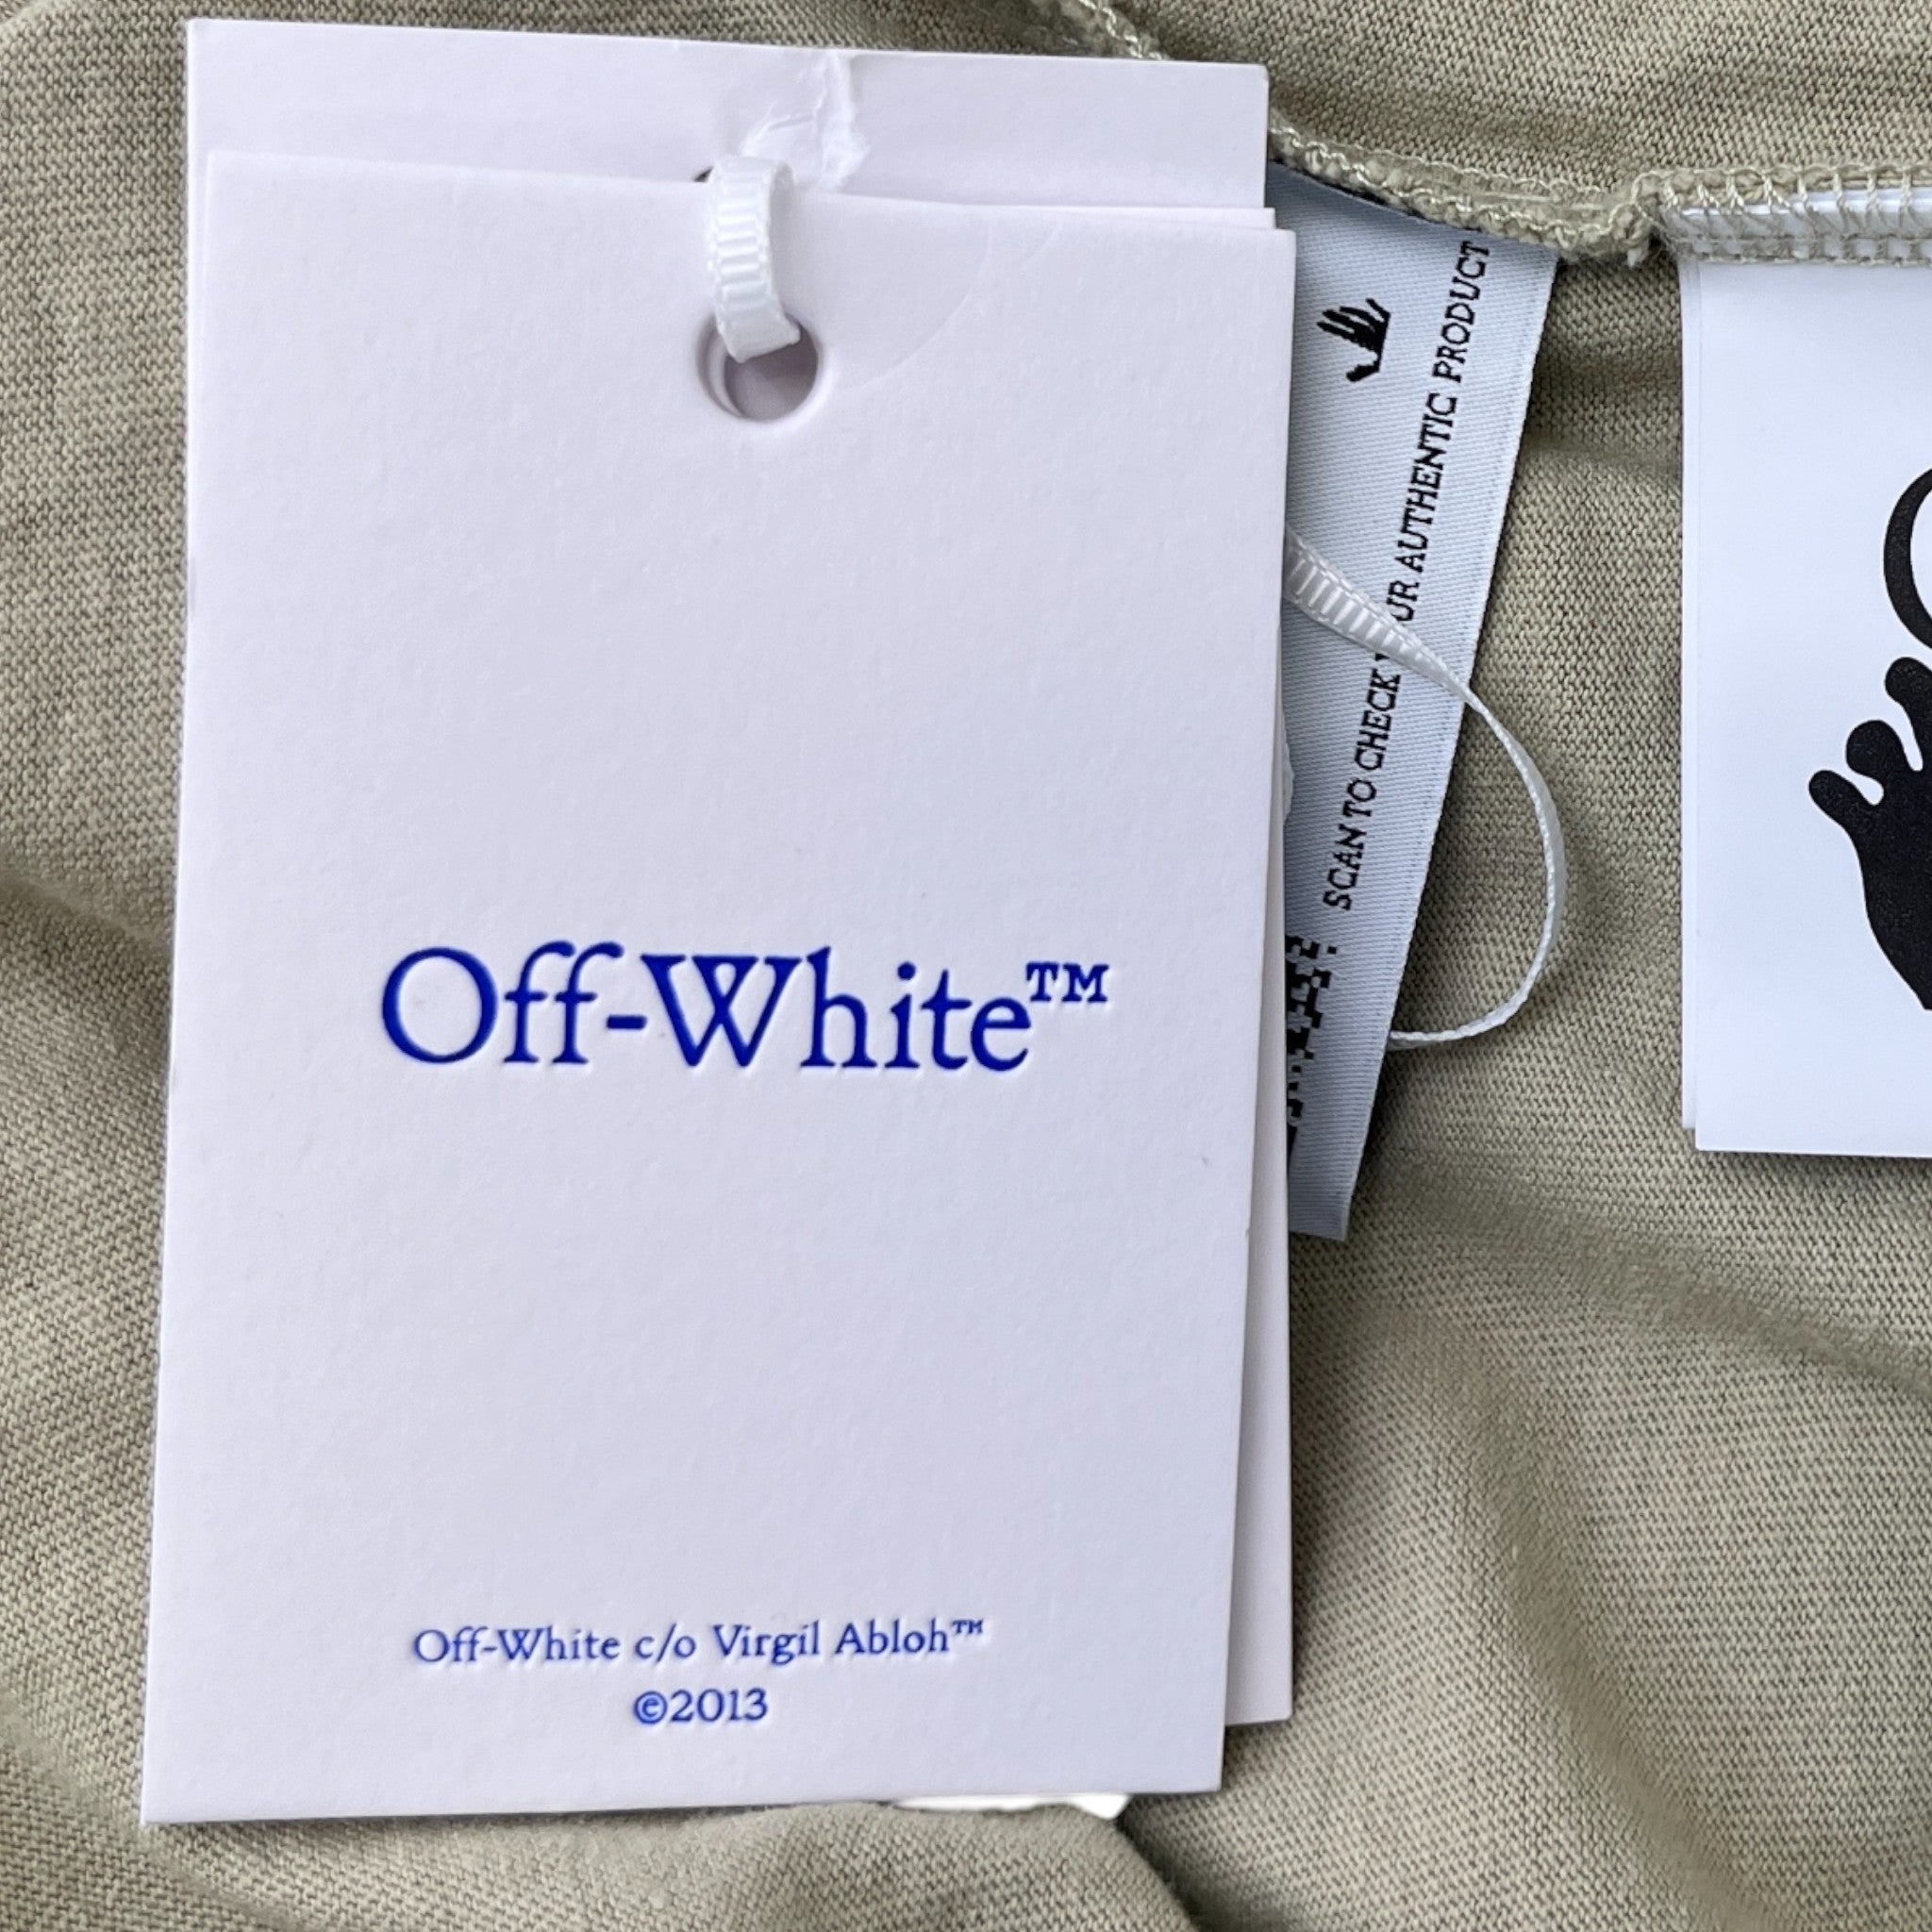 Off-White™
Off-White c/o Virgil Abloh™
©2013
SCAN TO CHECK UR AUTHENTIC PRODUCT